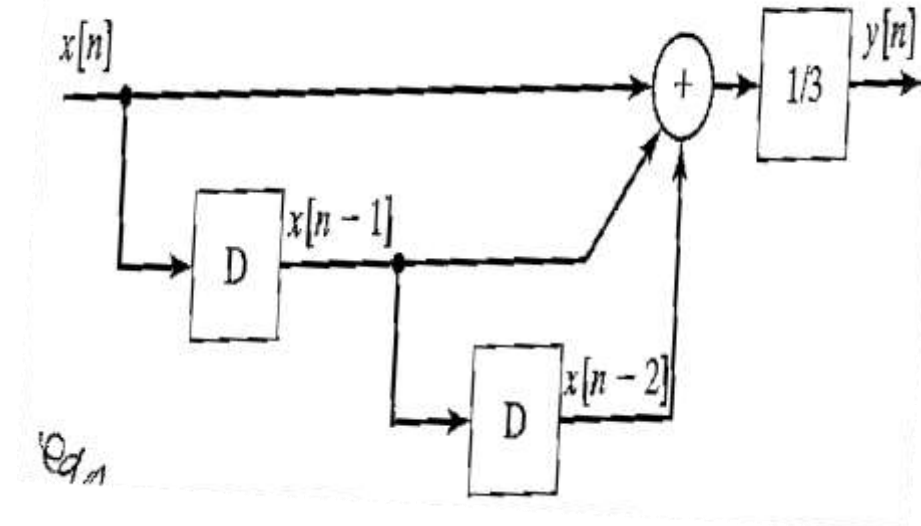 x[n]
y[n]
+
1/3
D
x[n − 1]
D
x[n − 2]